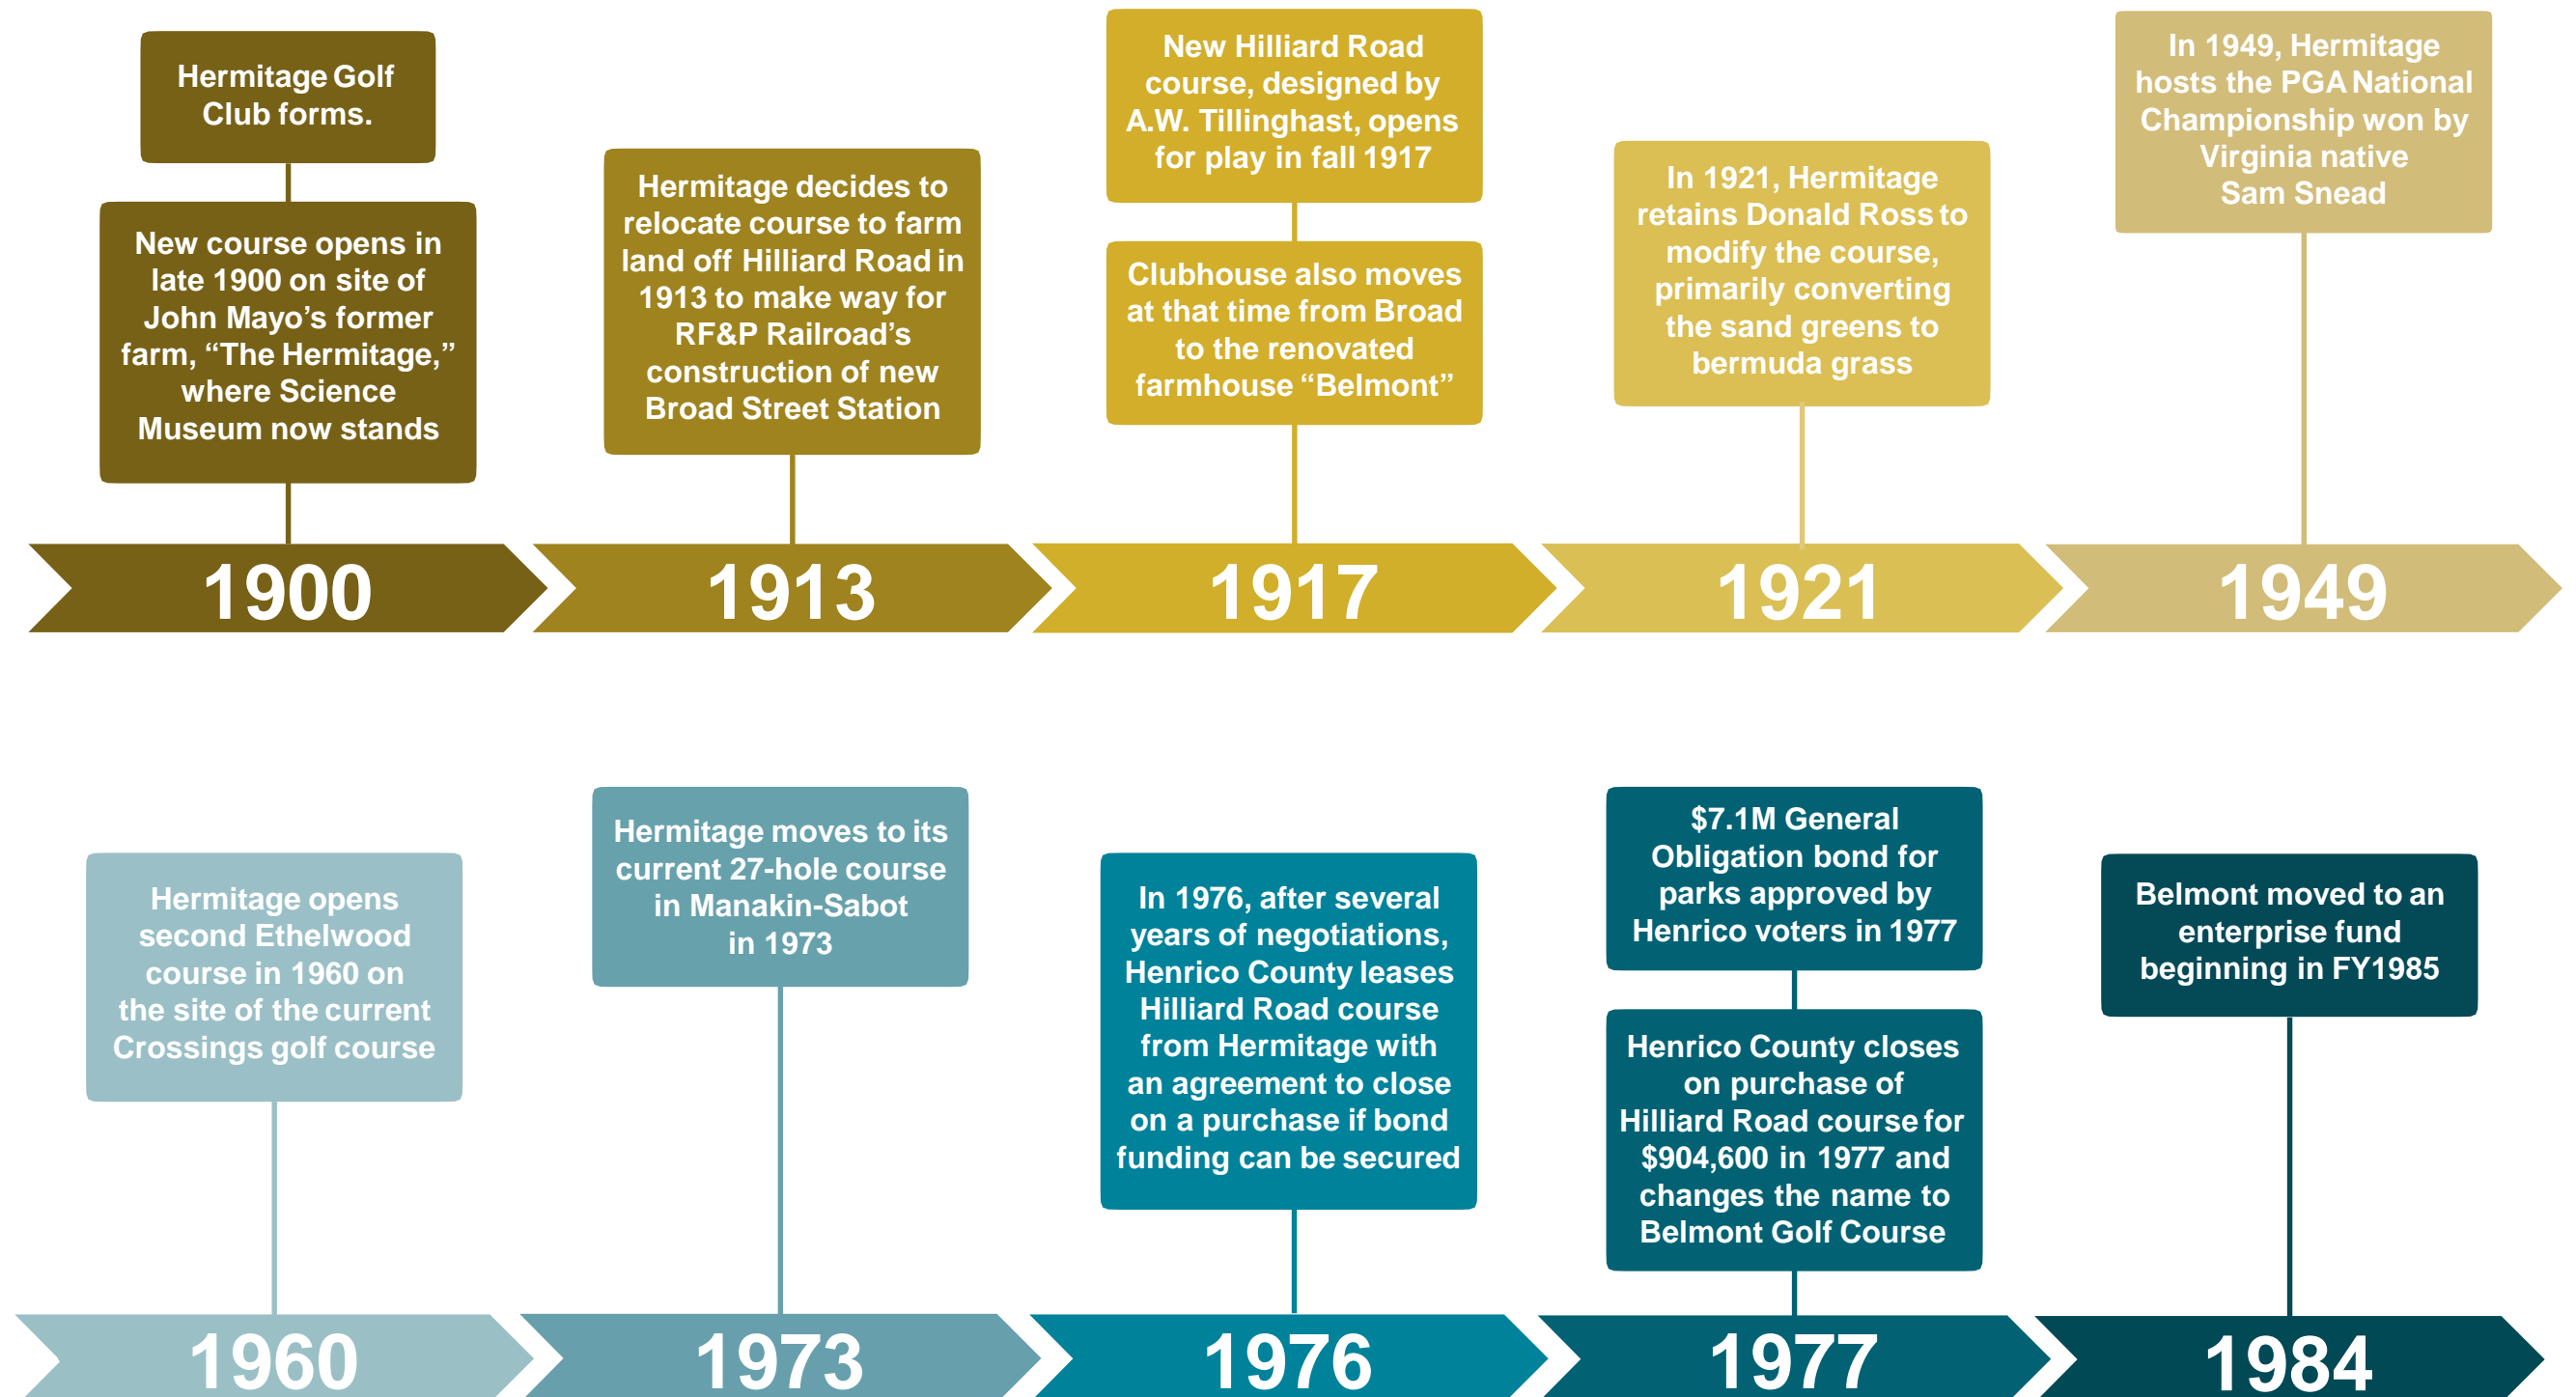 Hermitage Golf
Club forms.
New course opens in
late 1900 on site of
John Mayo’s former
farm, “The Hermitage,”
where Science
Museum now stands
1900
Hermitage decides to
relocate course to farm
land off Hilliard Road in
1913 to make way for
RF&P Railroad’s
construction of new
Broad Street Station
1913
New Hilliard Road
course, designed by
A.W. Tillinghast, opens
for play in fall 1917
Clubhouse also moves
at that time from Broad
to the renovated
farmhouse “Belmont”
1917
In 1921, Hermitage
retains Donald Ross to
modify the course,
primarily converting
the sand greens to
bermuda grass
1921
In 1949, Hermitage
hosts the PGA National
Championship won by
Virginia native
Sam Snead
1949
Hermitage opens
second Ethelwood
course in 1960 on
the site of the current
Crossings golf course
1960
Hermitage moves to its
current 27-hole course
in Manakin-Sabot
in 1973
1973
In 1976, after several
years of negotiations,
Henrico County leases
Hilliard Road course
from Hermitage with
an agreement to close
on a purchase if bond
funding can be secured
1976
$7.1M General
Obligation bond for
parks approved by
Henrico voters in 1977
Henrico County closes
on purchase of
Hilliard Road course for
$904,600 in 1977 and
changes the name to
Belmont Golf Course
1977
Belmont moved to an
enterprise fund
beginning in FY1985
1984